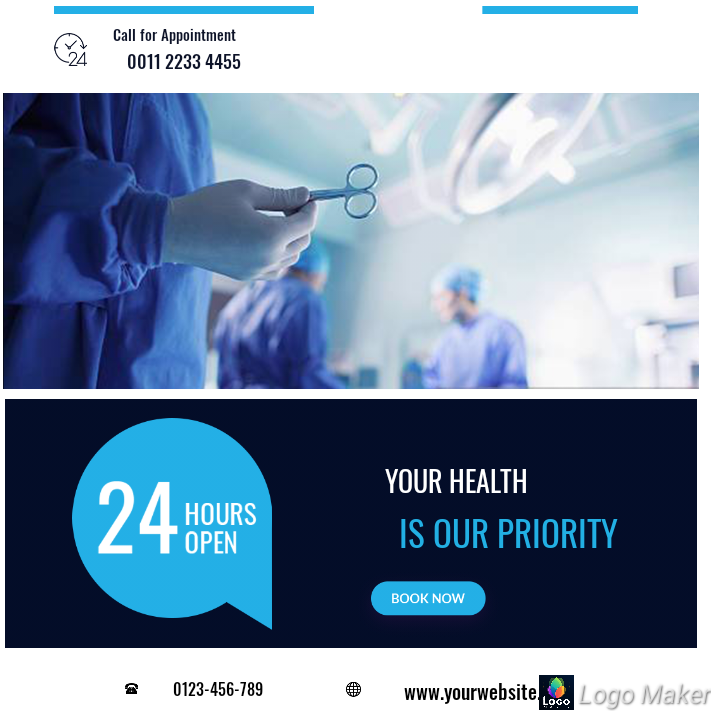 Call for Appointment
24
0011 2233 4455
24 HOURS
OPEN
YOUR HEALTH
IS OUR PRIORITY
BOOK NOW
0123-456-789
www.yourwebsite.
LOGO
Logo Maker